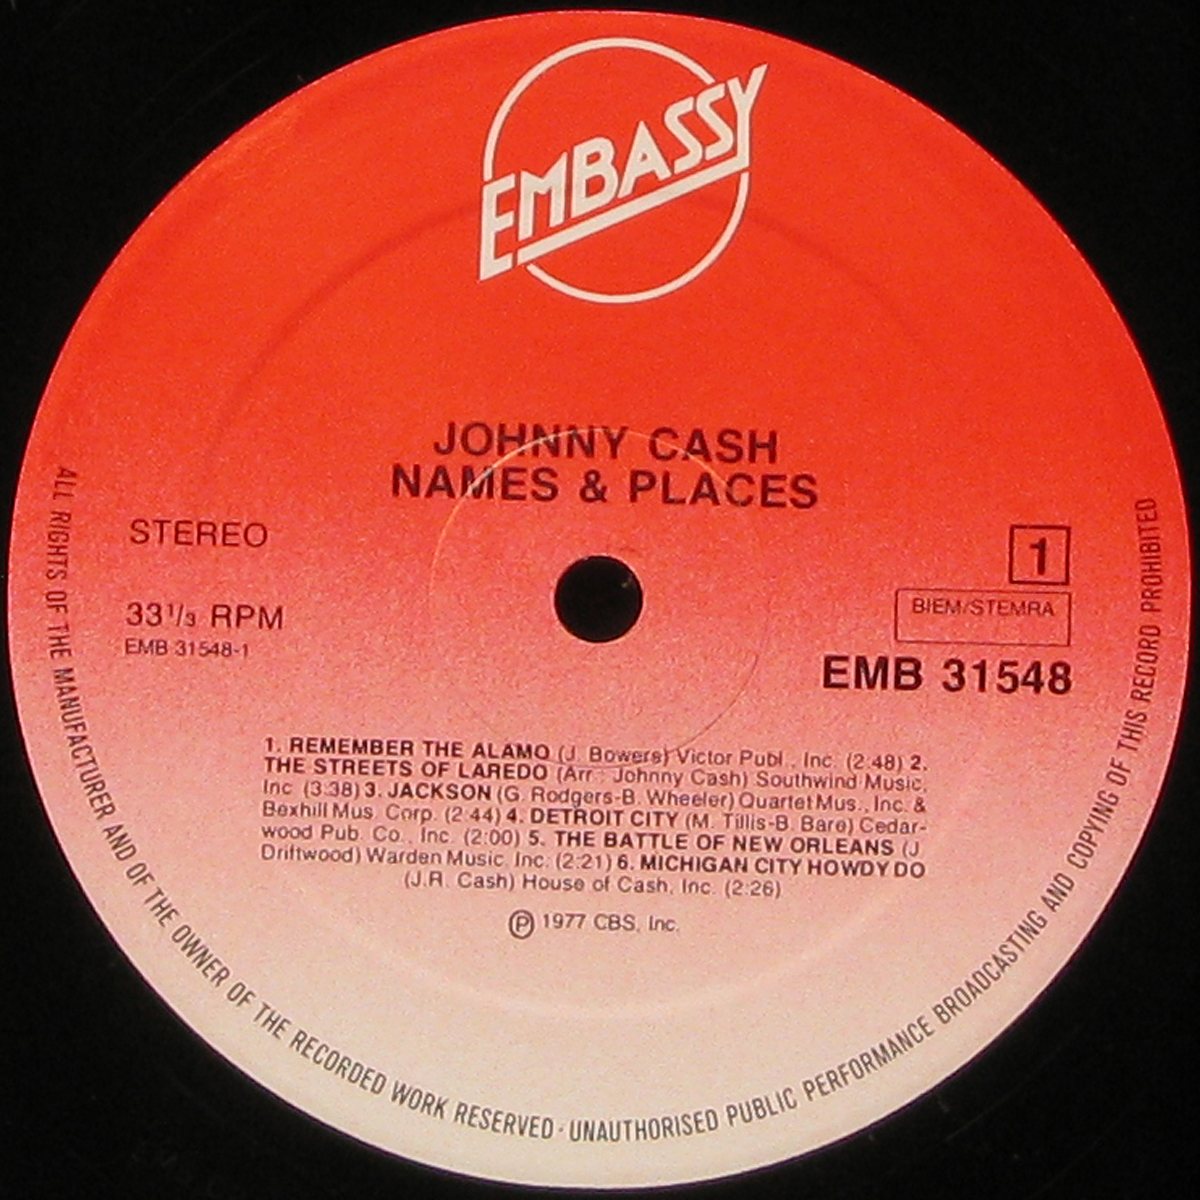 EMBASSY
JOHNNY CASH
NAMES & PLACES
STEREO
1
33 1/3 RPM
BIEM/STEMRA
EMB 31548-1
EMB 31548
1. REMEMBER THE ALAMO (J. Bowers) Victor Publ., Inc. (2:48) 2.
THE STREETS OF LAREDO (Arr.: Johnny Cash) Southwind Music,
Inc. (3:38) 3. JACKSON (G. Rodgers-B. Wheeler) Quartet Mus., Inc. &
Bexhill Mus. Corp. (2:44) 4. DETROIT CITY (M. Tillis-B. Bare) Cedar-
wood Pub. Co., Inc. (2:00) 5. THE BATTLE OF NEW ORLEANS (J.
Driftwood) Warden Music, Inc. (2:21) 6. MICHIGAN CITY HOWDY DO
(J.R. Cash) House of Cash, Inc. (2:26)
℗ 1977 CBS, Inc.
ALL RIGHTS OF THE MANUFACTURER AND OF THE OWNER OF THE RECORDED WORK RESERVED · UNAUTHORISED PUBLIC PERFORMANCE BROADCASTING AND COPYING OF THIS RECORD PROHIBITED